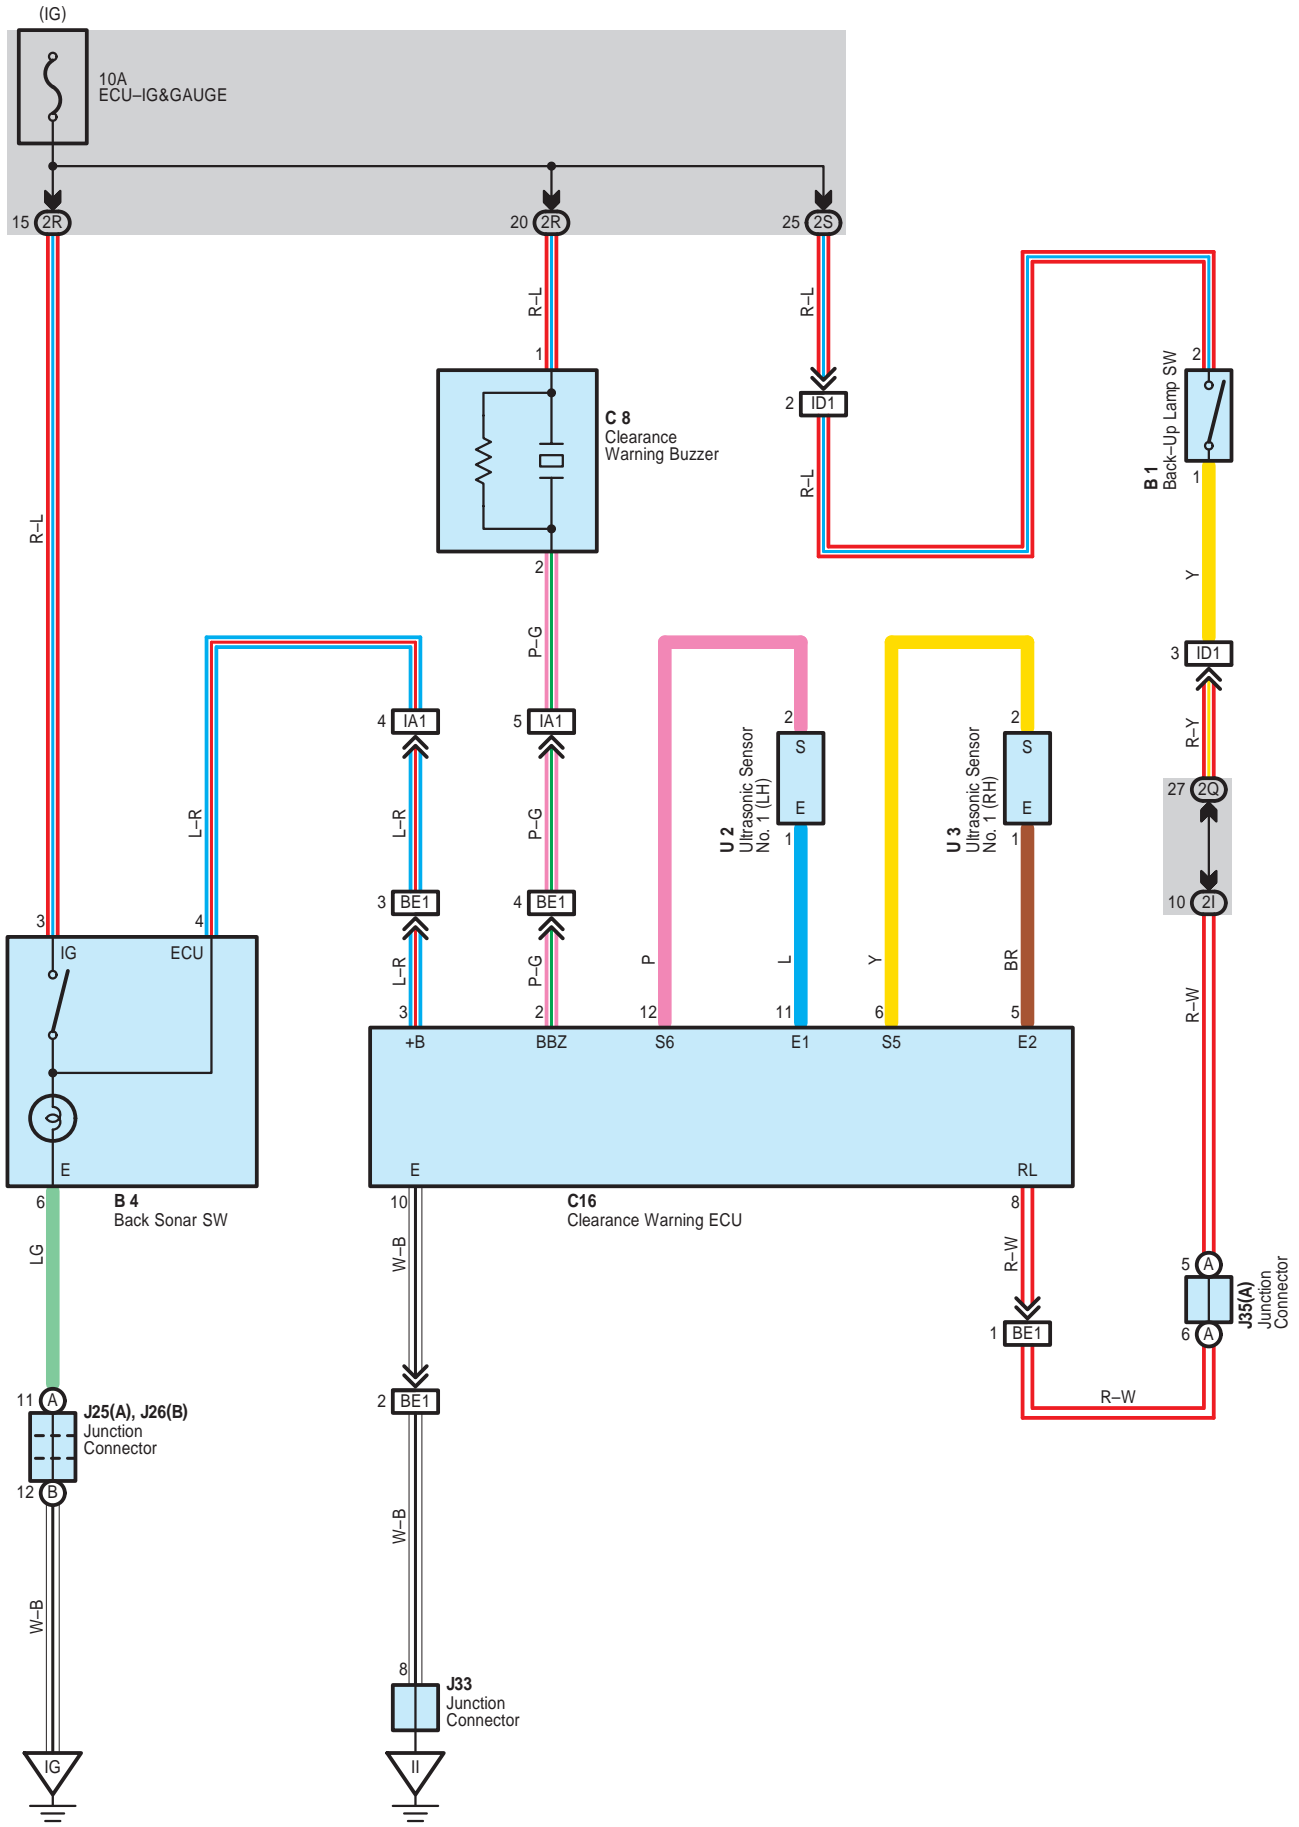 (IG)
10A
ECU–IG&GAUGE
15 2R
20 2R
25 2S
R–L
R–L
R–L
1
C 8
Clearance
Warning Buzzer
2
2 ID1
R–L
2
B 1
Back–Up Lamp SW
1
Y
3 ID1
R–Y
27 2Q
10 2I
R–W
P–G
4 IA1
5 IA1
L–R
L–R
P–G
3 BE1
4 BE1
L–R
P–G
2
S
E
1
U 2
Ultrasonic Sensor
No. 1 (LH)
2
S
E
1
U 3
Ultrasonic Sensor
No. 1 (RH)
P
L
Y
BR
3
4
IG
ECU
E
6
B 4
Back Sonar SW
3
2
12
11
6
5
+B
BBZ
S6
E1
S5
E2
E
RL
10
8
C16
Clearance Warning ECU
LG
W–B
R–W
1 BE1
R–W
5 A
6 A
J35(A)
Junction
Connector
11 A
J25(A), J26(B)
Junction
Connector
12 B
2 BE1
W–B
W–B
8
J33
Junction
Connector
IG
II